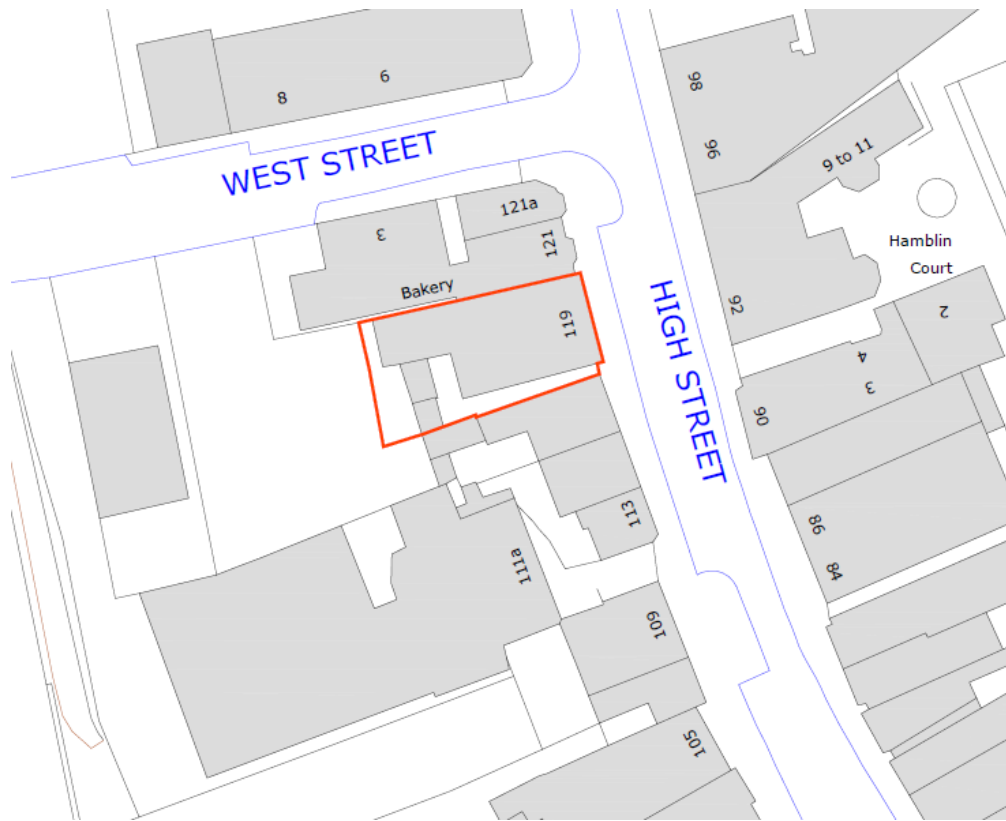 98
6
8
96
WEST STREET
9 to 11
121a
3
121
Hamblin
Court
Bakery
HIGH STREET
92
119
2
4
3
90
113
86
111a
84
109
105